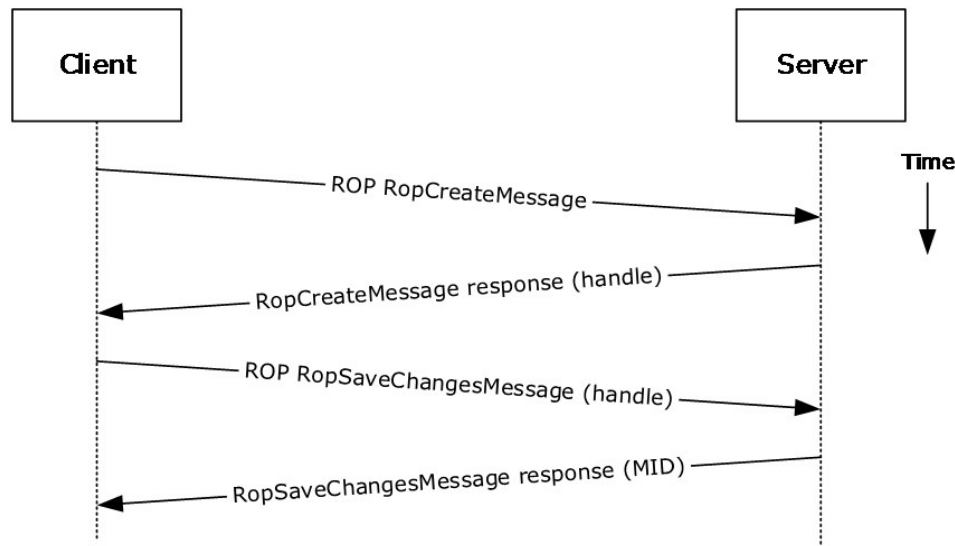 Client
Server
Time
ROP RopCreateMessage
RopCreateMessage response (handle)
ROP RopSaveChangesMessage (handle)
RopSaveChangesMessage response (MID)